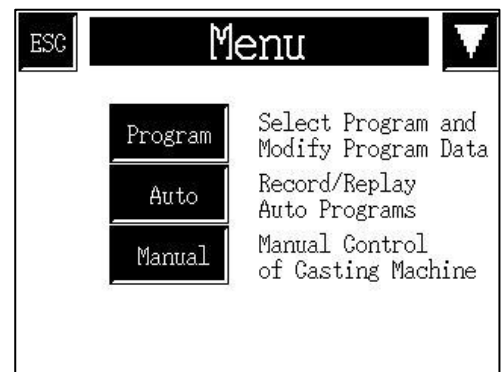 ESC
Menu
Program
Select Program and
Modify Program Data
Auto
Record/Replay
Auto Programs
Manual
Manual Control
of Casting Machine